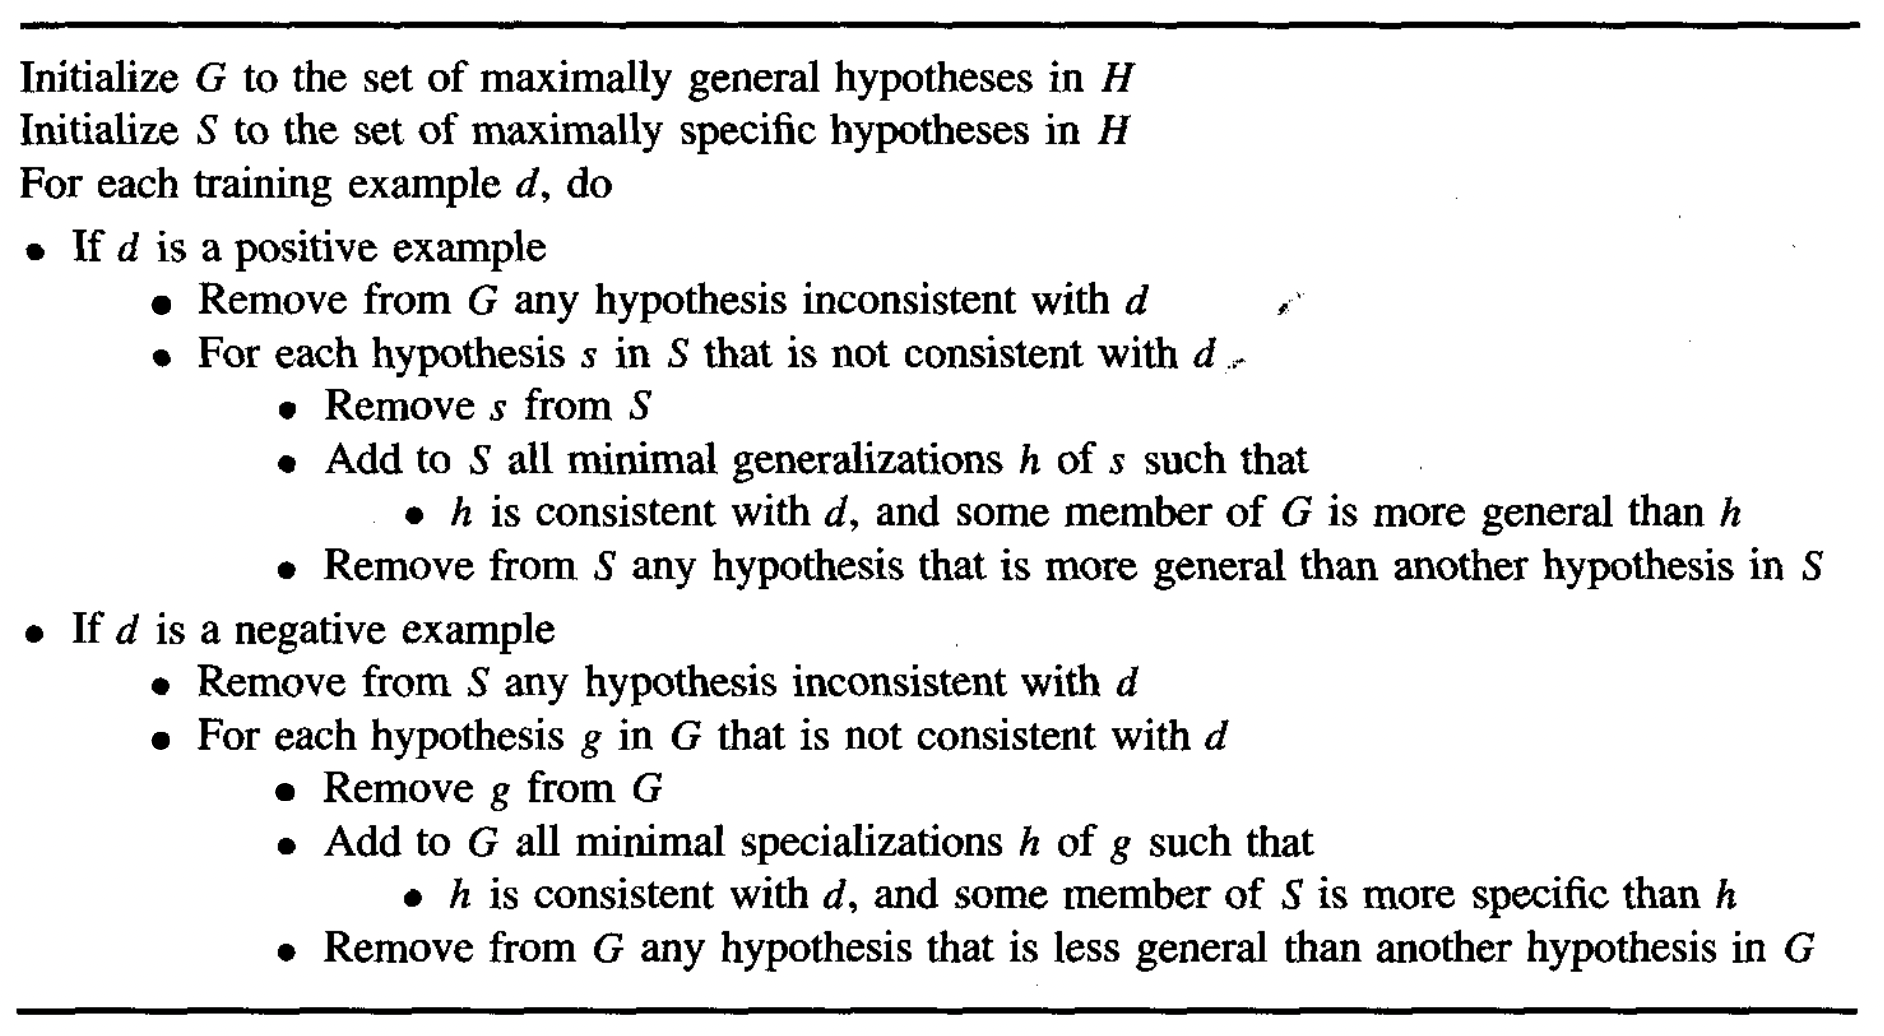 Initialize G to the set of maximally general hypotheses in H
Initialize S to the set of maximally specific hypotheses in H
For each training example d, do
• If d is a positive example
• Remove from G any hypothesis inconsistent with d
• For each hypothesis s in S that is not consistent with d
• Remove s from S
• Add to S all minimal generalizations h of s such that
• h is consistent with d, and some member of G is more general than h
• Remove from S any hypothesis that is more general than another hypothesis in S
• If d is a negative example
• Remove from S any hypothesis inconsistent with d
• For each hypothesis g in G that is not consistent with d
• Remove g from G
• Add to G all minimal specializations h of g such that
• h is consistent with d, and some member of S is more specific than h
• Remove from G any hypothesis that is less general than another hypothesis in G